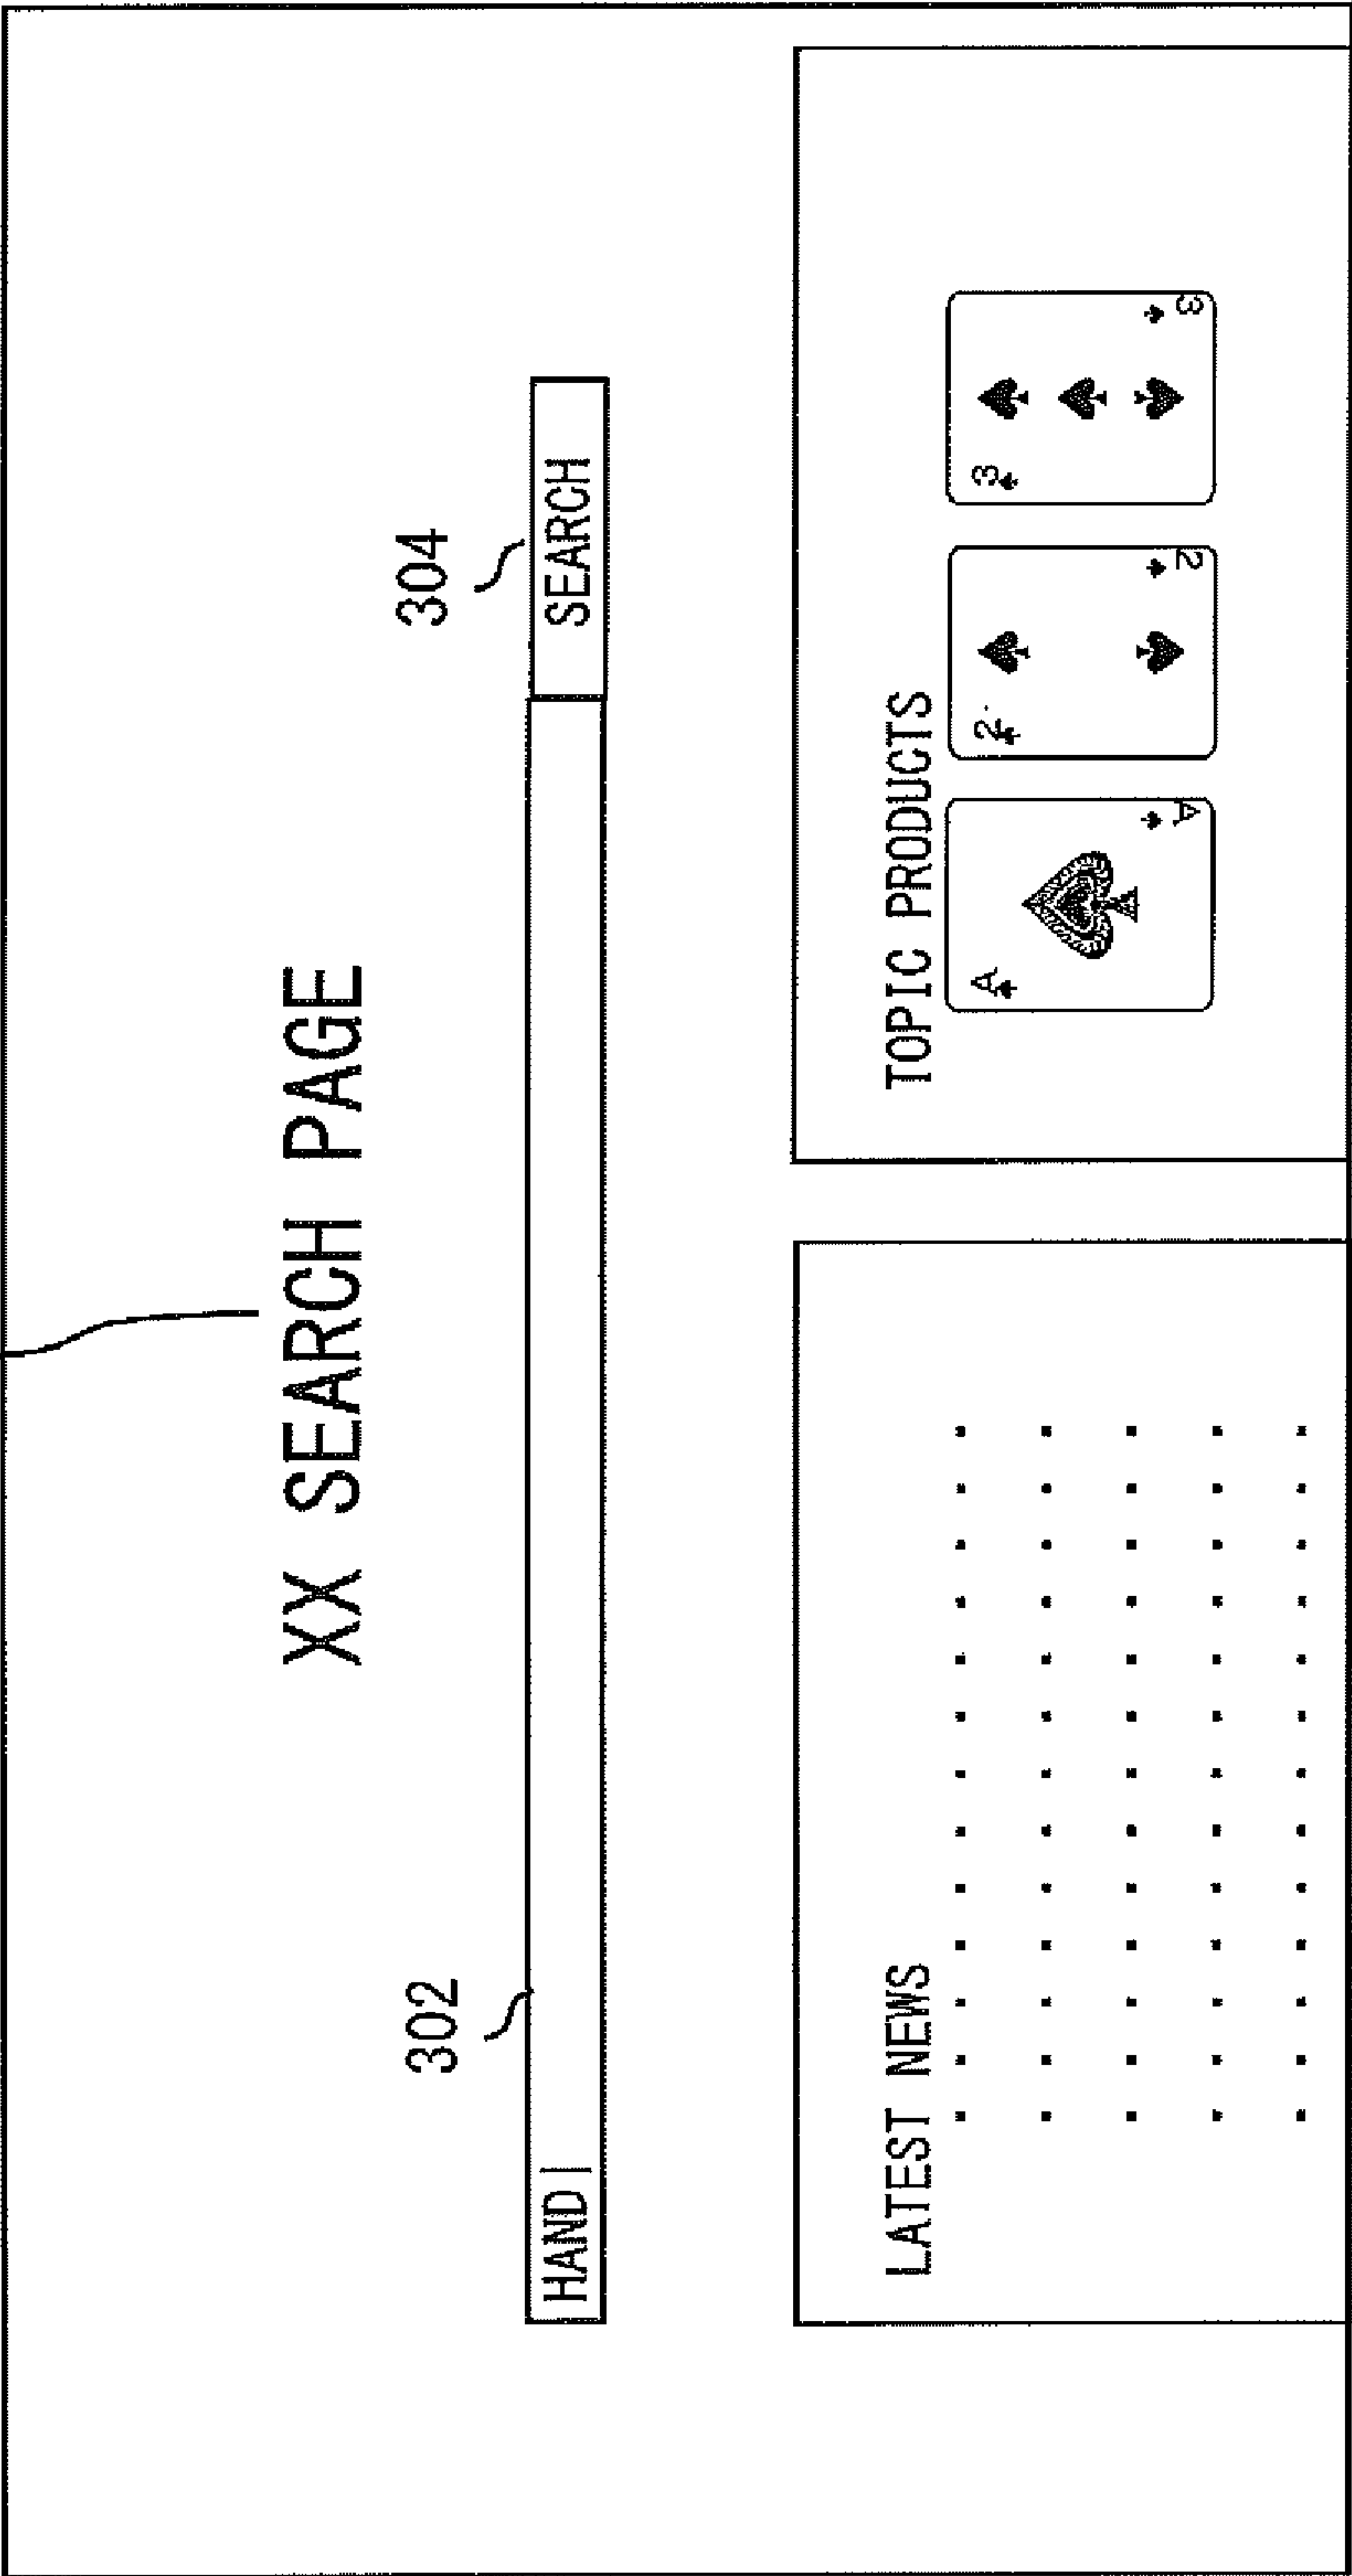 XX SEARCH PAGE
302
304
HAND|
SEARCH
LATEST NEWS
TOPIC PRODUCTS
A
A
2
2
3
3